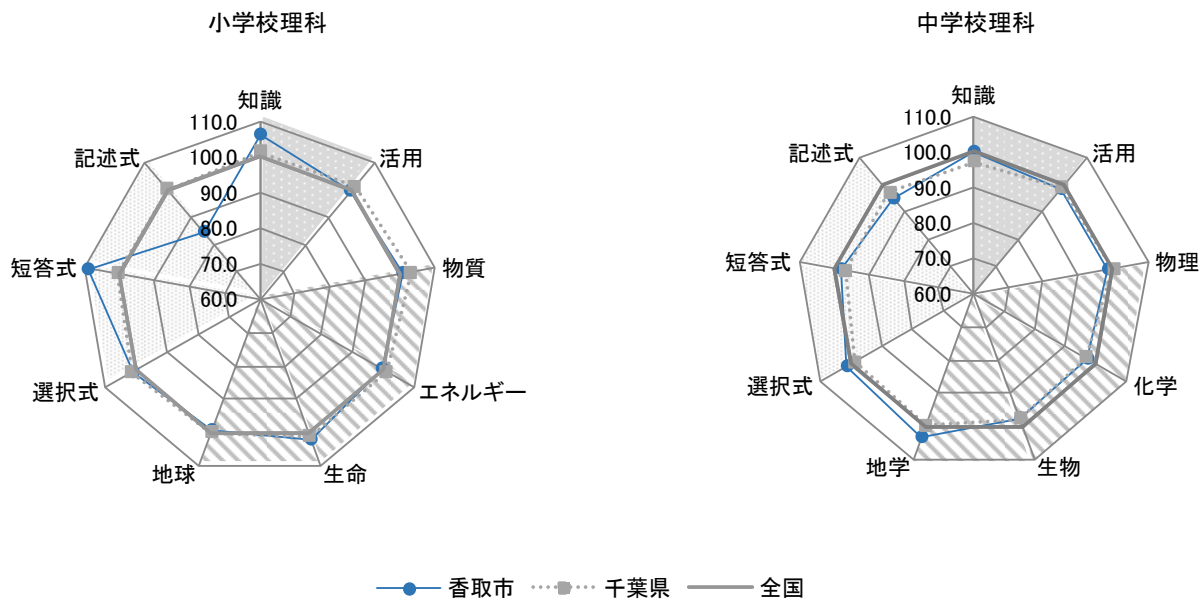 小学校理科
知識
活用
物質
エネルギー
生命
地球
選択式
短答式
記述式
110.0
100.0
90.0
80.0
70.0
60.0
中学校理科
知識
活用
物理
化学
生物
地学
選択式
短答式
記述式
110.0
100.0
90.0
80.0
70.0
60.0
香取市 千葉県 全国